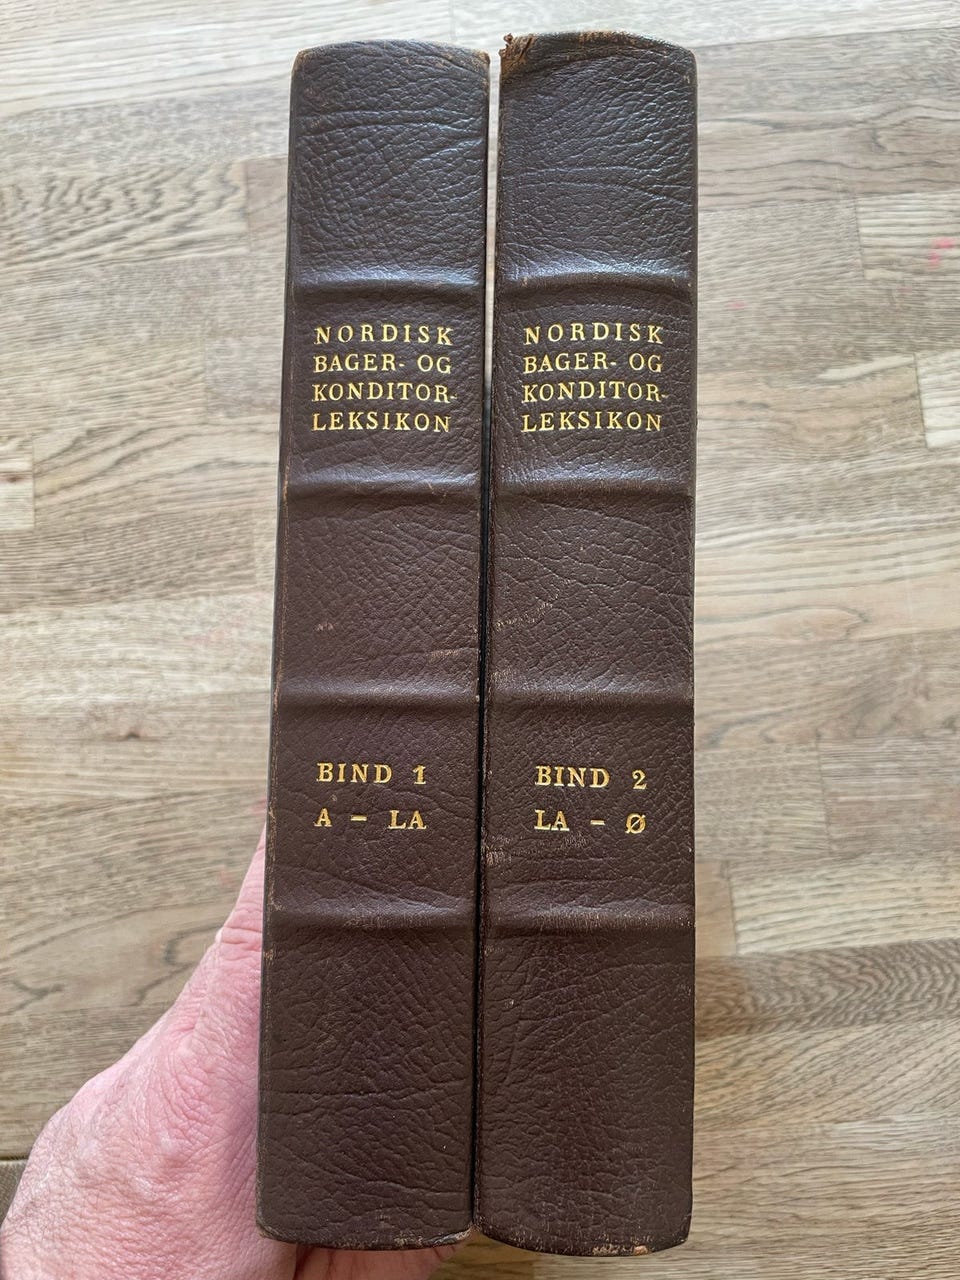 NORDISK
BAGER- OG
KONDITOR-
LEKSIKON
BIND 1
A – LA
NORDISK
BAGER- OG
KONDITOR-
LEKSIKON
BIND 2
LA – Ø